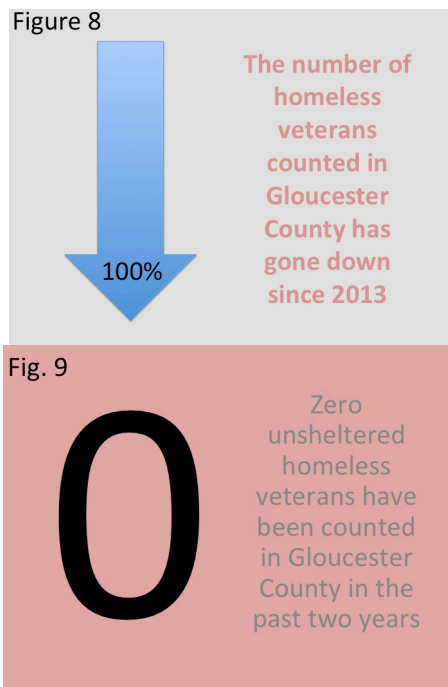 Figure 8
The number of
homeless
veterans
counted in
Gloucester
County has
gone down
since 2013
100%
Fig. 9
0
Zero
unsheltered
homeless
veterans have
been counted
in Gloucester
County in the
past two years